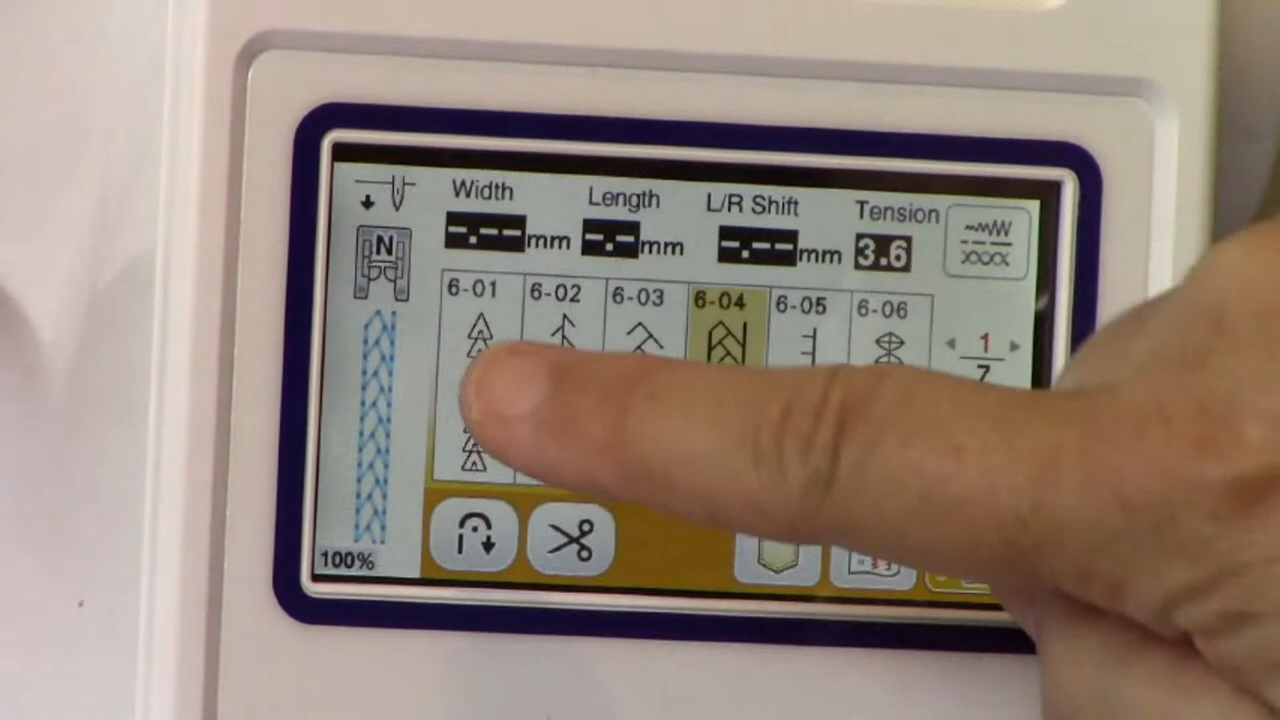 Width Length L/R Shift Tension
-.-- mm -.- mm -.-- mm 3.6
N
6-01 6-02 6-03 6-04 6-05 6-06
1
7
100%